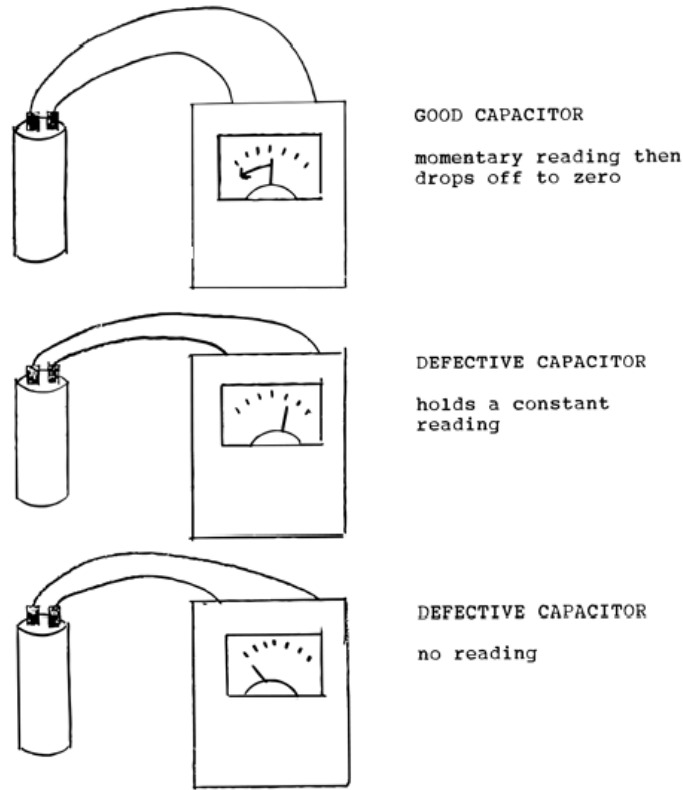 GOOD CAPACITOR
momentary reading then
drops off to zero
DEFECTIVE CAPACITOR
holds a constant
reading
DEFECTIVE CAPACITOR
no reading